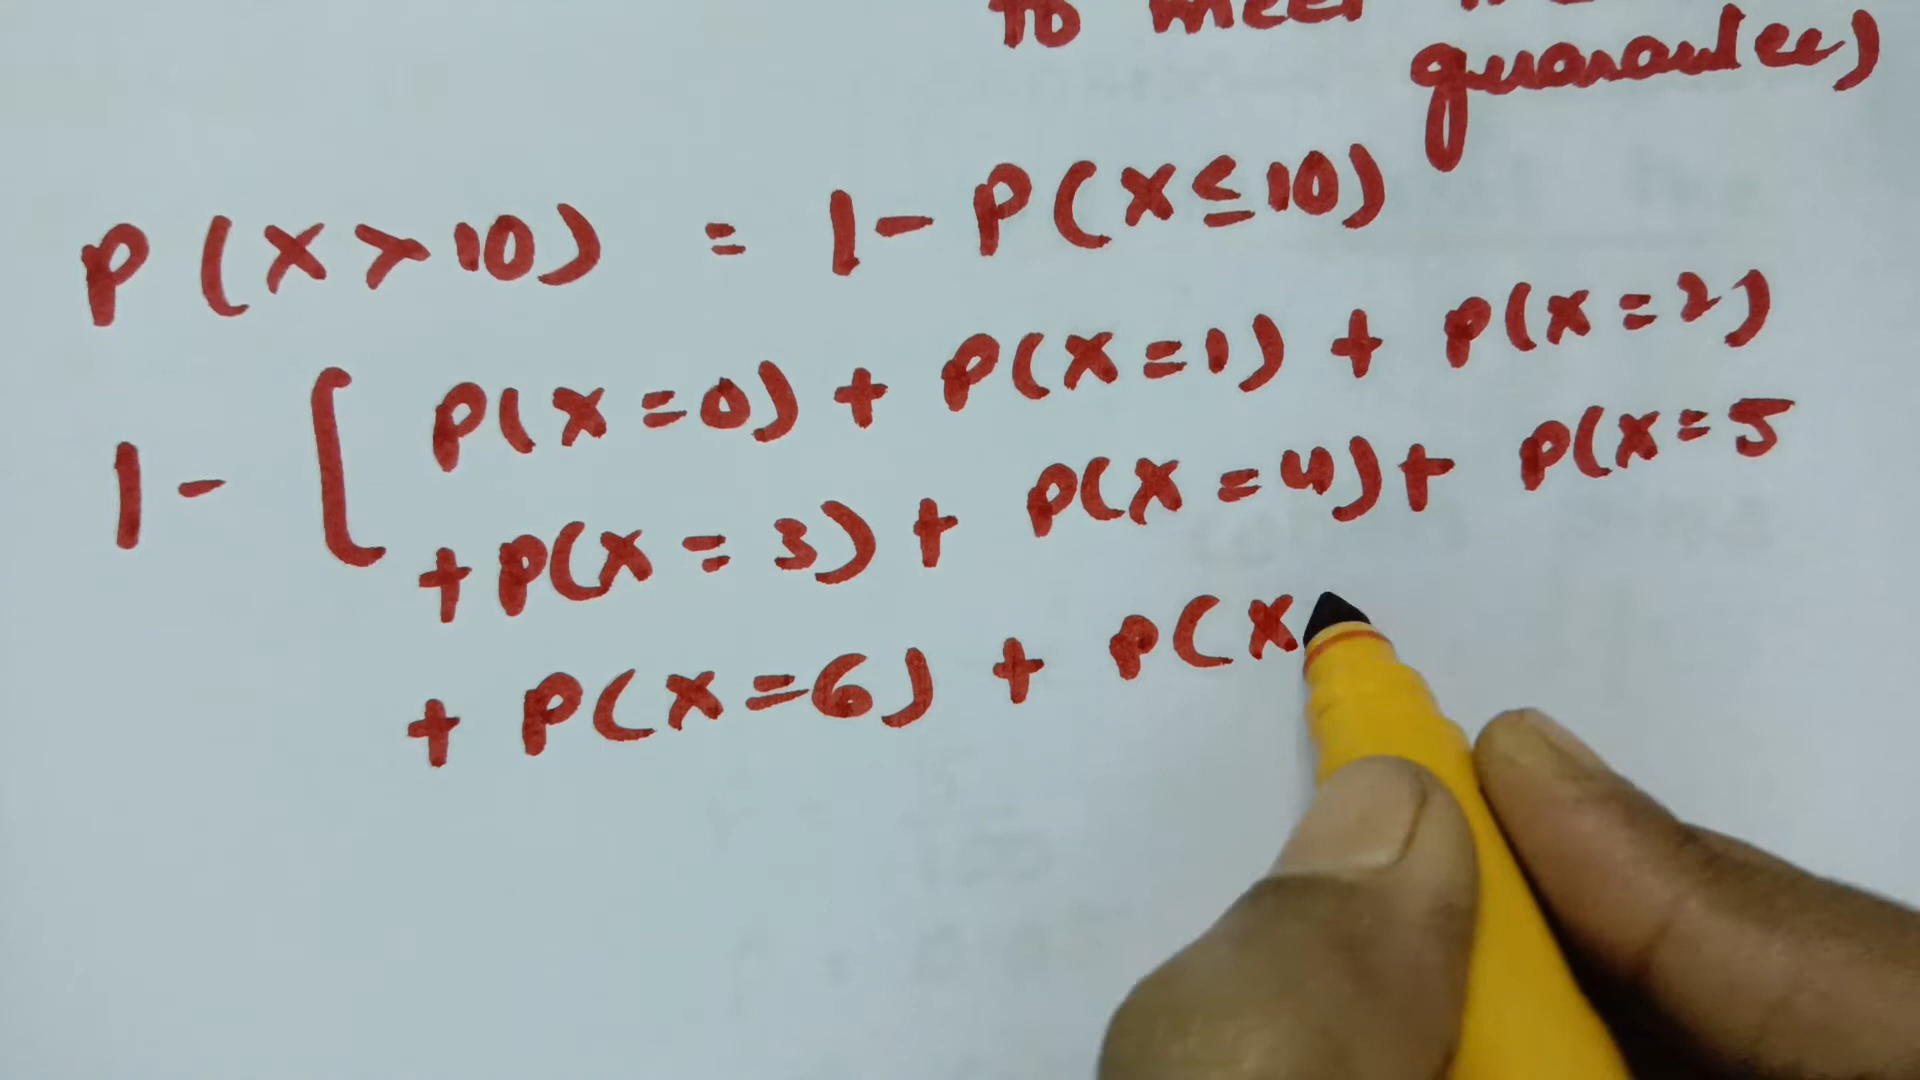 to meet
guarantee)
P(X > 10) = 1 - P(X ≤ 10)
1 - [ P(X = 0) + P(X = 1) + P(X = 2)
+ P(X = 3) + P(X = 4) + P(X = 5
+ P(X = 6) + P(X